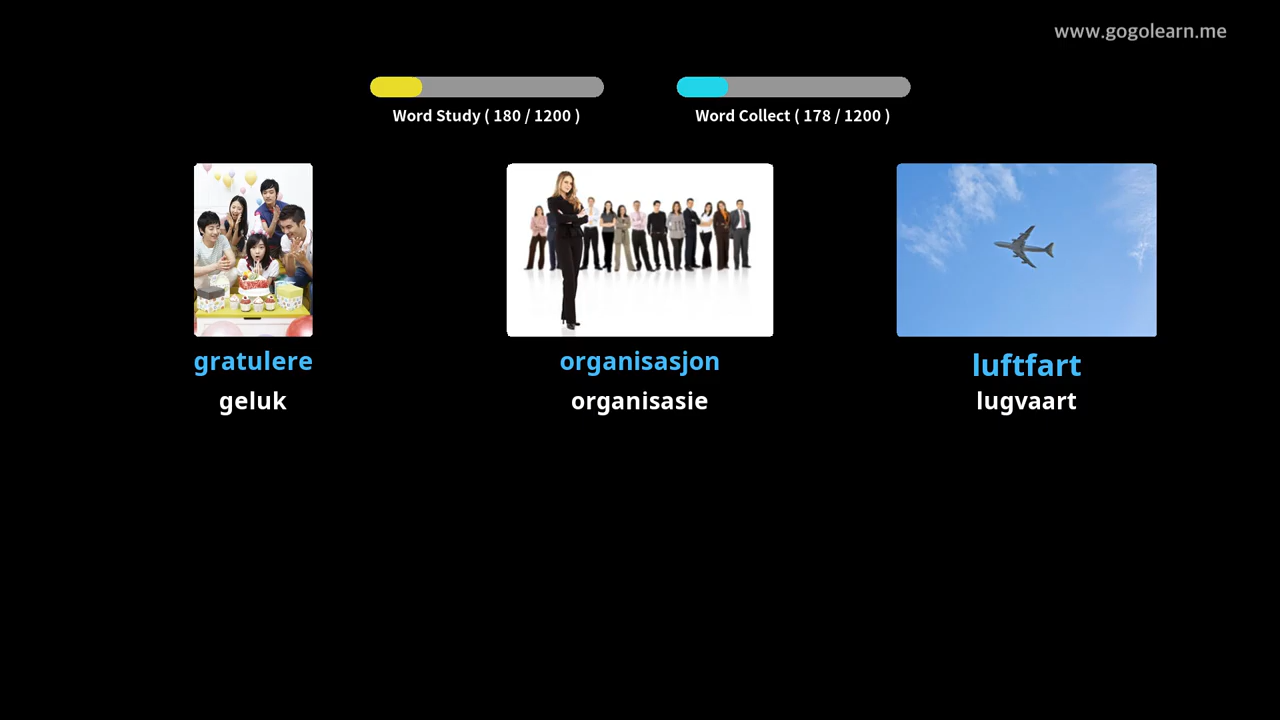 www.gogolearn.me
Word Study ( 180 / 1200 )
Word Collect ( 178 / 1200 )
gratulere
geluk
organisasjon
organisasie
luftfart
lugvaart